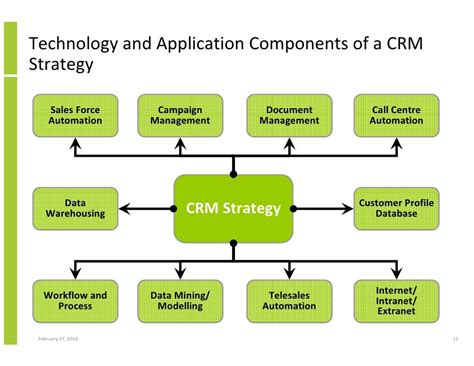 Technology and Application Components of a CRM
Strategy
Sales Force
Automation
Campaign
Management
Document
Management
Call Centre
Automation
Data
Warehousing
CRM Strategy
Customer Profile
Database
Workflow and
Process
Data Mining/
Modelling
Telesales
Automation
Internet/
Intranet/
Extranet
February 27, 2010